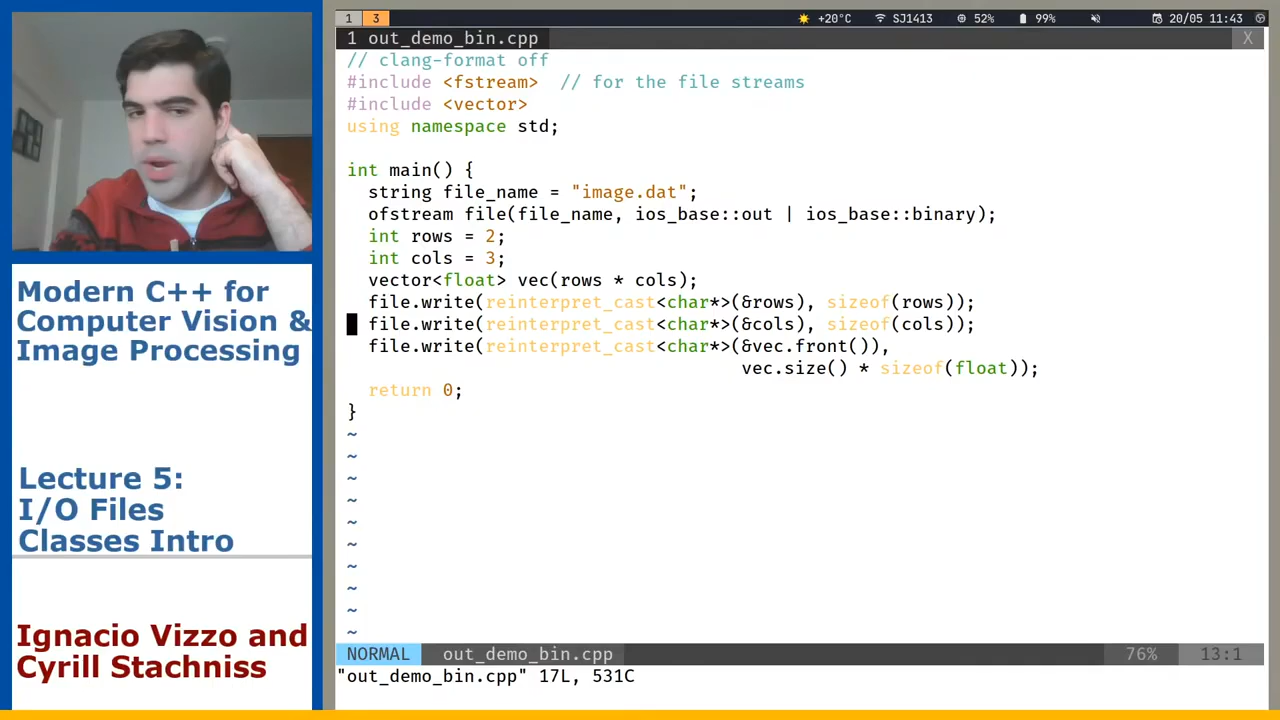 1 3 +20°C SJ1413 52% 99% 20/05 11:43
1 out_demo_bin.cpp X
// clang-format off
#include <fstream>  // for the file streams
#include <vector>
using namespace std;
int main() {
  string file_name = "image.dat";
  ofstream file(file_name, ios_base::out | ios_base::binary);
  int rows = 2;
  int cols = 3;
  vector<float> vec(rows * cols);
  file.write(reinterpret_cast<char*>(&rows), sizeof(rows));
  file.write(reinterpret_cast<char*>(&cols), sizeof(cols));
  file.write(reinterpret_cast<char*>(&vec.front()),
                                     vec.size() * sizeof(float));
  return 0;
}
~
~
~
~
~
~
~
~
~
~
NORMAL out_demo_bin.cpp 76% 13:1
"out_demo_bin.cpp" 17L, 531C
Modern C++ for
Computer Vision &
Image Processing
Lecture 5:
I/O Files
Classes Intro
Ignacio Vizzo and
Cyrill Stachniss